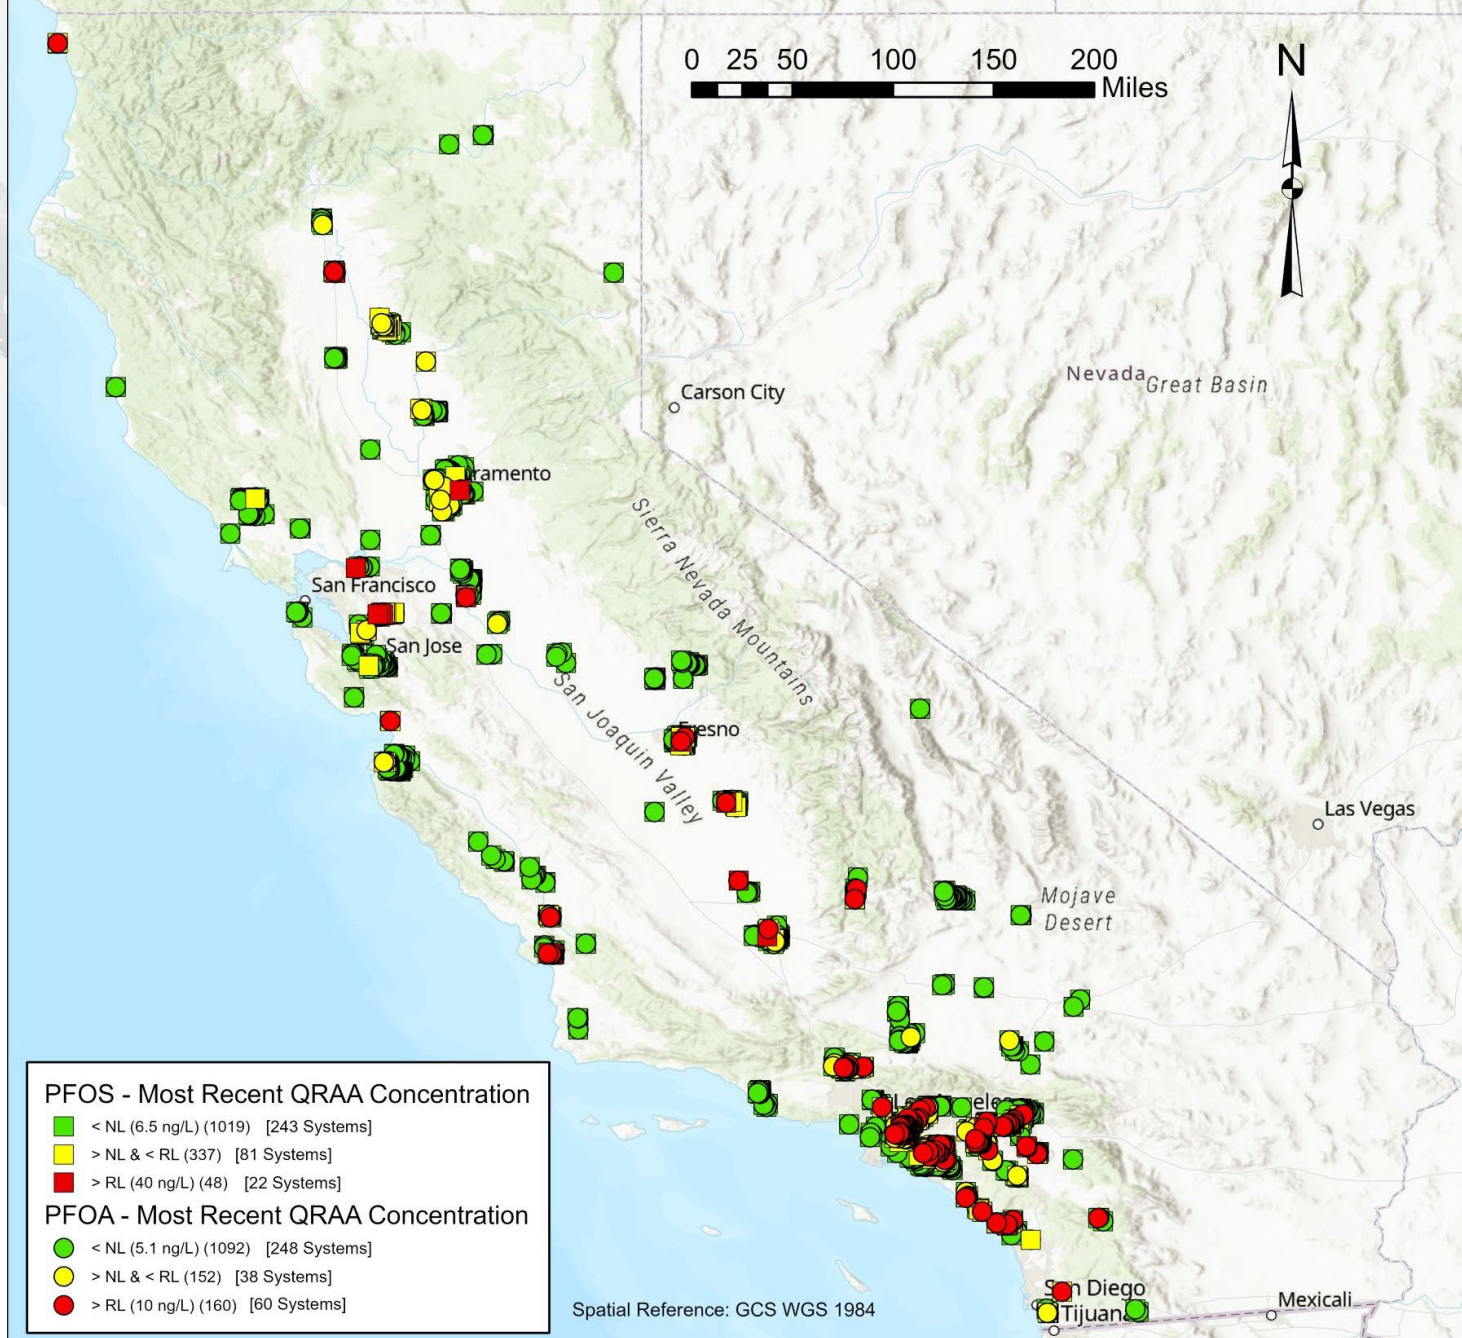 0 25 50 100 150 200
Miles
N
Carson City
Nevada
Great Basin
Sierra Nevada Mountains
San Francisco
San Jose
San Joaquin Valley
Las Vegas
Mojave
Desert
PFOS - Most Recent QRAA Concentration
< NL (6.5 ng/L) (1019) [243 Systems]
> NL & < RL (337) [81 Systems]
> RL (40 ng/L) (48) [22 Systems]
PFOA - Most Recent QRAA Concentration
< NL (5.1 ng/L) (1092) [248 Systems]
> NL & < RL (152) [38 Systems]
> RL (10 ng/L) (160) [60 Systems]
Spatial Reference: GCS WGS 1984
San Diego
Tijuana
Mexicali